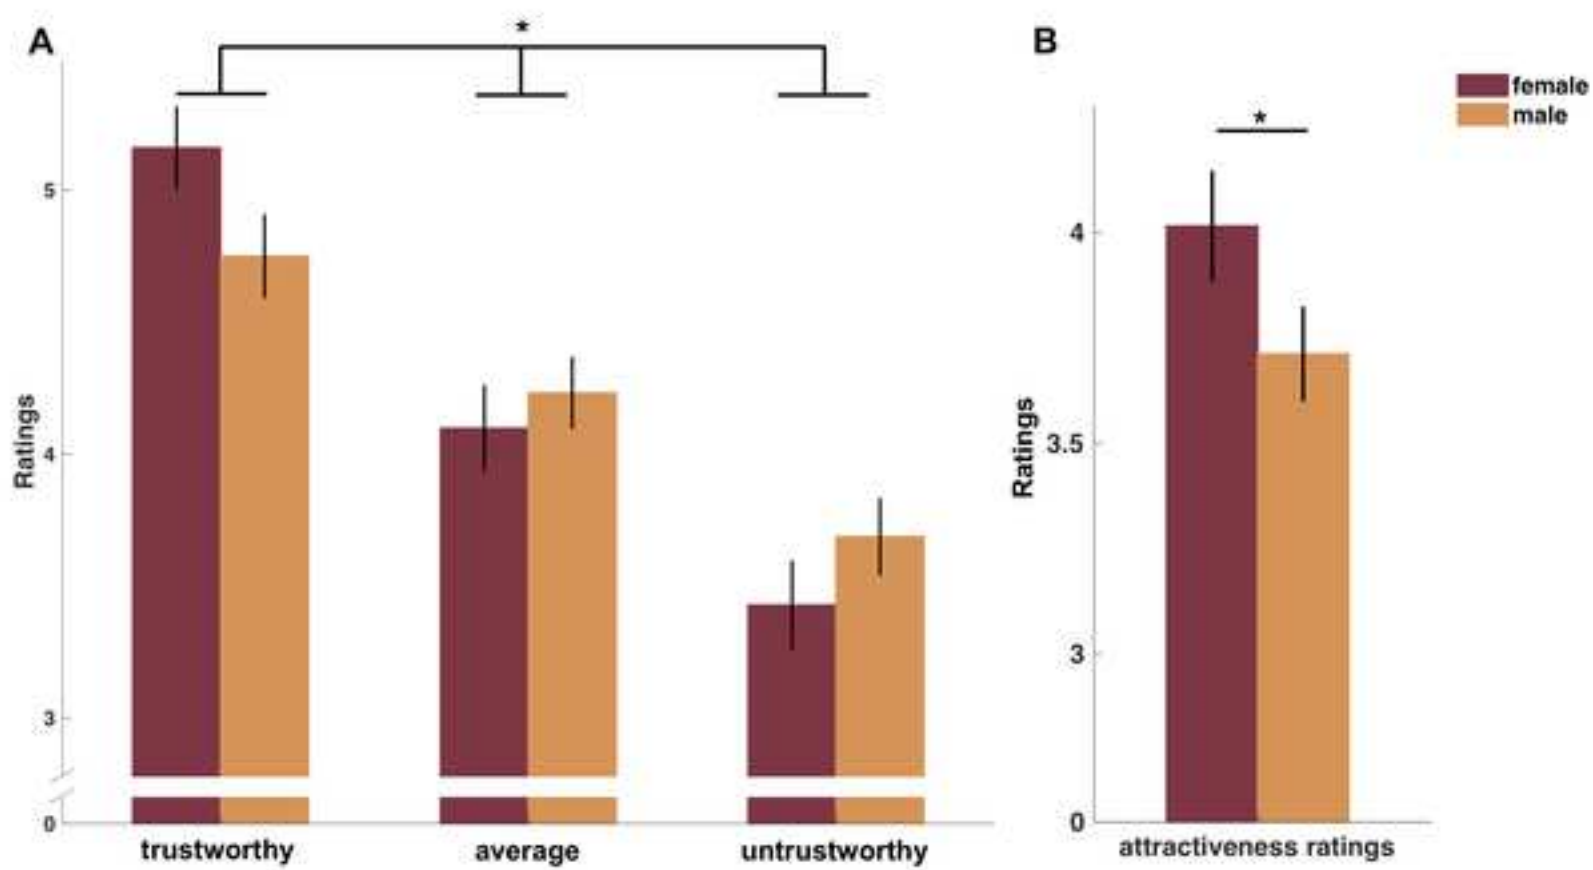 A
*
5
4
3
0
Ratings
trustworthy
average
untrustworthy
B
*
female
male
4
3.5
3
0
Ratings
attractiveness ratings